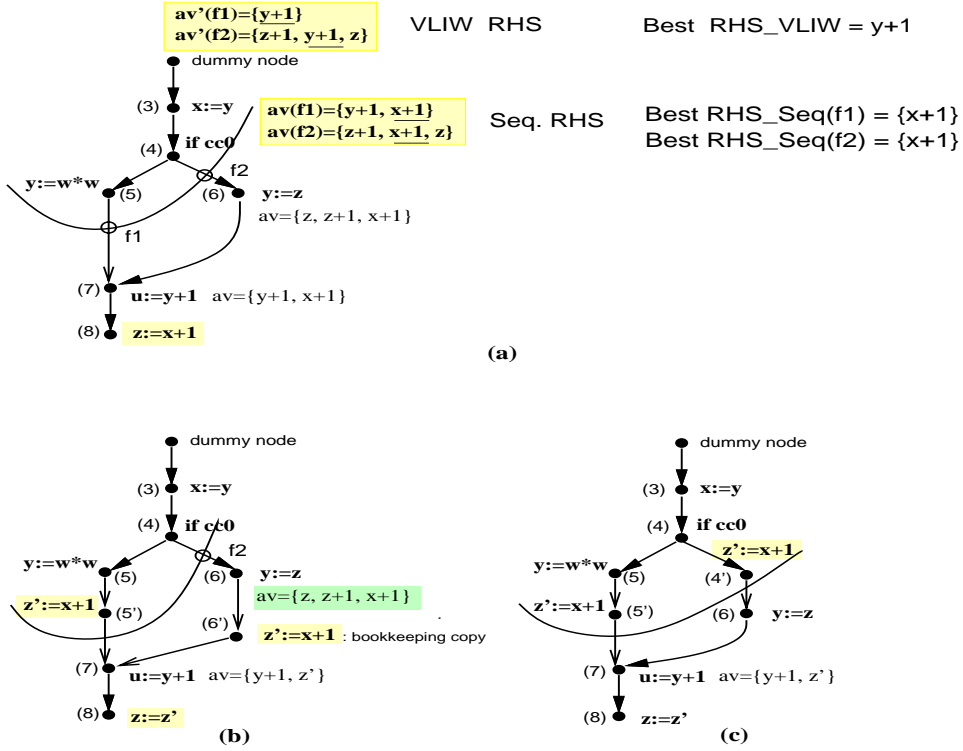 av’(f1)={y+1}
av’(f2)={z+1, y+1, z}
VLIW RHS
Best RHS_VLIW = y+1
dummy node
(3) x:=y
av(f1)={y+1, x+1}
av(f2)={z+1, x+1, z}
Seq. RHS
Best RHS_Seq(f1) = {x+1}
Best RHS_Seq(f2) = {x+1}
(4) if cc0
f2
y:=w*w (5)
(6) y:=z
av={z, z+1, x+1}
f1
(7) u:=y+1 av={y+1, x+1}
(8) z:=x+1
(a)
dummy node
(3) x:=y
(4) if cc0
f2
y:=w*w (5)
(6) y:=z
av={z, z+1, x+1}
z’:=x+1 (5’)
(6’) z’:=x+1 : bookkeeping copy
(7) u:=y+1 av={y+1, z’}
(8) z:=z’
(b)
dummy node
(3) x:=y
(4) if cc0
z’:=x+1
y:=w*w (5)
(4’)
z’:=x+1 (5’)
(6) y:=z
(7) u:=y+1 av={y+1, z’}
(8) z:=z’
(c)